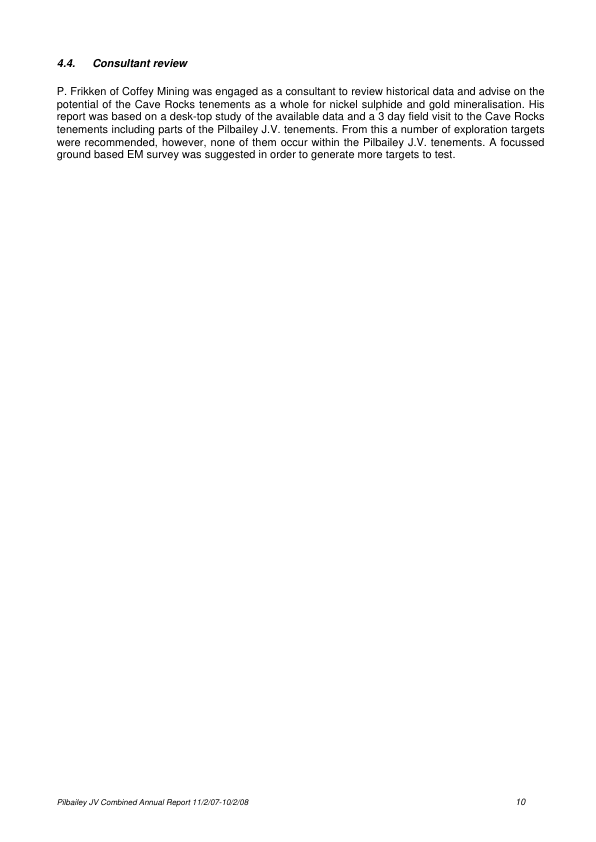 4.4. Consultant review
P. Frikken of Coffey Mining was engaged as a consultant to review historical data and advise on the
potential of the Cave Rocks tenements as a whole for nickel sulphide and gold mineralisation. His
report was based on a desk-top study of the available data and a 3 day field visit to the Cave Rocks
tenements including parts of the Pilbailey J.V. tenements. From this a number of exploration targets
were recommended, however, none of them occur within the Pilbailey J.V. tenements. A focussed
ground based EM survey was suggested in order to generate more targets to test.
Pilbailey JV Combined Annual Report 11/2/07-10/2/08 10